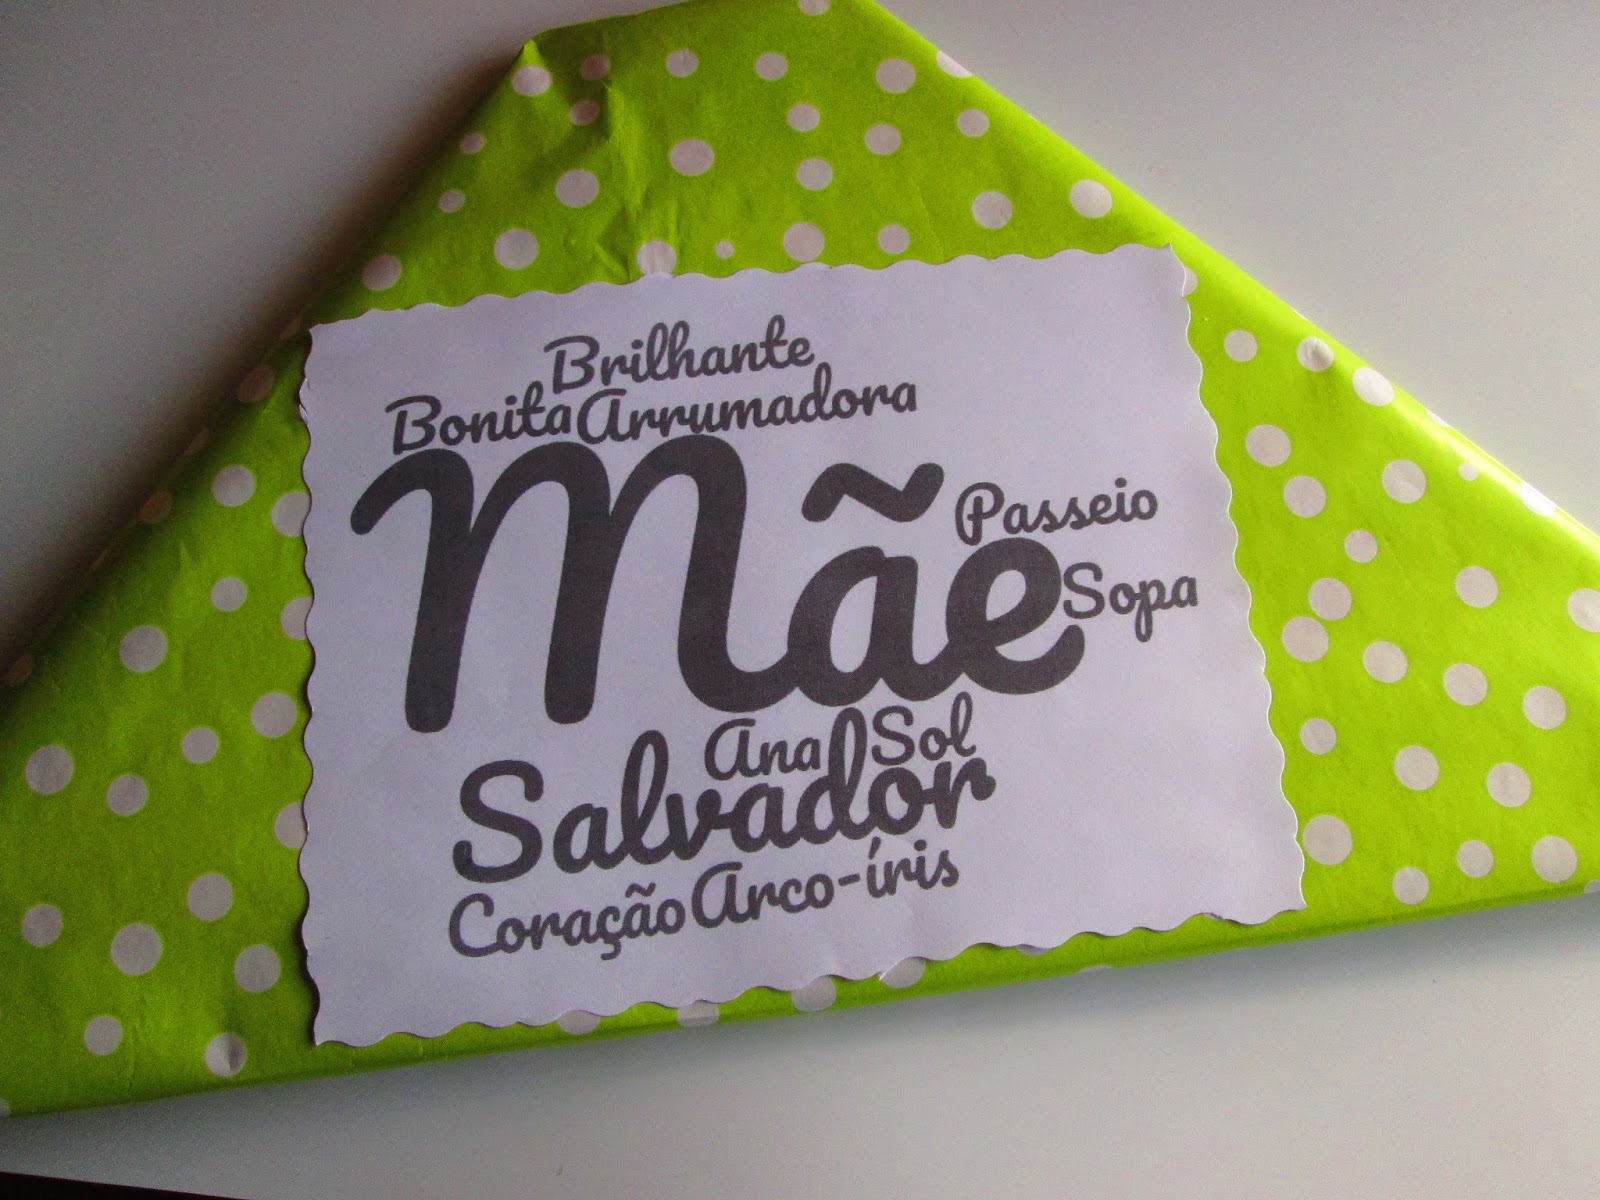 Brilhante
Bonita Arrumadora
Mãe
Passeio
Sopa
Ana Sol
Salvador
Coração Arco-íris